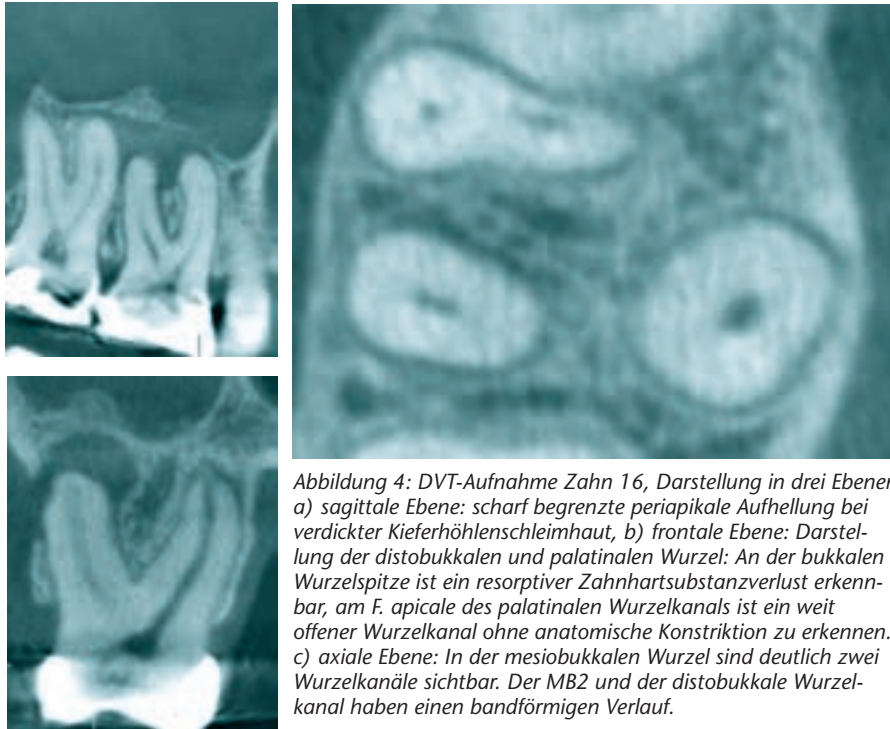 Abbildung 4: DVT-Aufnahme Zahn 16, Darstellung in drei Ebenen
a) sagittale Ebene: scharf begrenzte periapikale Aufhellung bei
verdickter Kieferhöhlenschleimhaut, b) frontale Ebene: Darstel-
lung der distobukkalen und palatinalen Wurzel: An der bukkalen
Wurzelspitze ist ein resorptiver Zahnhartsubstanzverlust erkenn-
bar, am F. apicale des palatinalen Wurzelkanals ist ein weit
offener Wurzelkanal ohne anatomische Konstriktion zu erkennen.
c) axiale Ebene: In der mesiobukkalen Wurzel sind deutlich zwei
Wurzelkanäle sichtbar. Der MB2 und der distobukkale Wurzel-
kanal haben einen bandförmigen Verlauf.